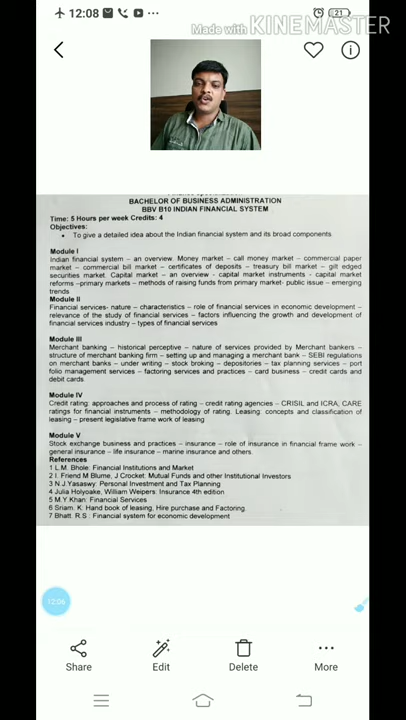 12:08
21
Made with KINEMASTER
BACHELOR OF BUSINESS ADMINISTRATION
BBV B10 INDIAN FINANCIAL SYSTEM
Time: 5 Hours per week Credits: 4
Objectives:
• To give a detailed idea about the Indian financial system and its broad components
Module I
Indian financial system – an overview. Money market – call money market – commercial paper
market – commercial bill market – certificates of deposits – treasury bill market – gilt edged
securities market. Capital market – an overview - capital market instruments - capital market
reforms –primary markets – methods of raising funds from primary market- public issue – emerging
trends
Module II
Financial services- nature – characteristics – role of financial services in economic development –
relevance of the study of financial services – factors influencing the growth and development of
financial services industry – types of financial services
Module III
Merchant banking – historical perceptive – nature of services provided by Merchant bankers –
structure of merchant banking firm – setting up and managing a merchant bank – SEBI regulations
on merchant banks – under writing – stock broking – depositories – tax planning services – port
folio management services – factoring services and practices – card business – credit cards and
debit cards
Module IV
Credit rating: approaches and process of rating – credit rating agencies – CRISIL and ICRA, CARE
ratings for financial instruments – methodology of rating. Leasing: concepts and classification of
leasing – present legislative frame work of leasing
Module V
Stock exchange business and practices – insurance – role of insurance in financial frame work –
general insurance – life insurance – marine insurance and others.
References
1 L.M. Bhole: Financial Institutions and Market
2 I. Friend M Blume, J Crocket: Mutual Funds and other Institutional Investors
3 N.J.Yasaswy: Personal Investment and Tax Planning
4 Julia Holyoake, William Weipers: Insurance 4th edition
5 M.Y.Khan: Financial Services
6 Sriam. K: Hand book of leasing, Hire purchase and Factoring.
7 Bhatt. R.S : Financial system for economic development
12:06
Share Edit Delete More